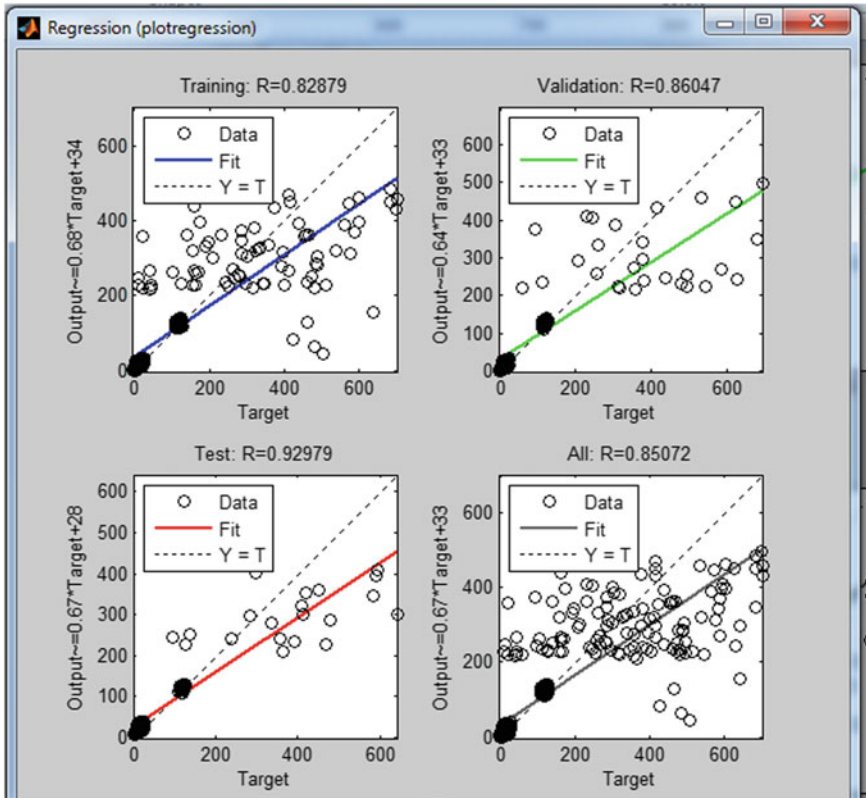 Regression (plotregression)
Training: R=0.82879
Output~=0.68*Target+34
600
400
200
0
Data
Fit
Y = T
0 200 400 600
Target
Validation: R=0.86047
Output~=0.64*Target+33
600
500
400
300
200
100
0
Data
Fit
Y = T
0 200 400 600
Target
Test: R=0.92979
Output~=0.67*Target+28
600
500
400
300
200
100
0
Data
Fit
Y = T
0 200 400 600
Target
All: R=0.85072
Output~=0.67*Target+33
600
500
400
300
200
100
0
Data
Fit
Y = T
0 200 400 600
Target